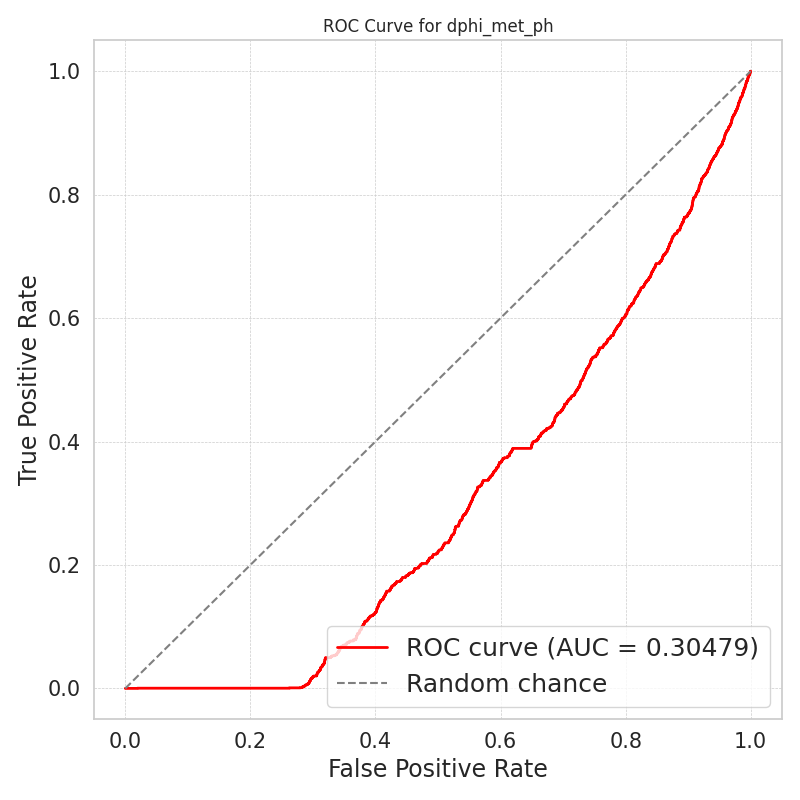 ROC Curve for dphi_met_ph
True Positive Rate
1.0
0.8
0.6
0.4
0.2
0.0
ROC curve (AUC = 0.30479)
Random chance
0.0 0.2 0.4 0.6 0.8 1.0
False Positive Rate